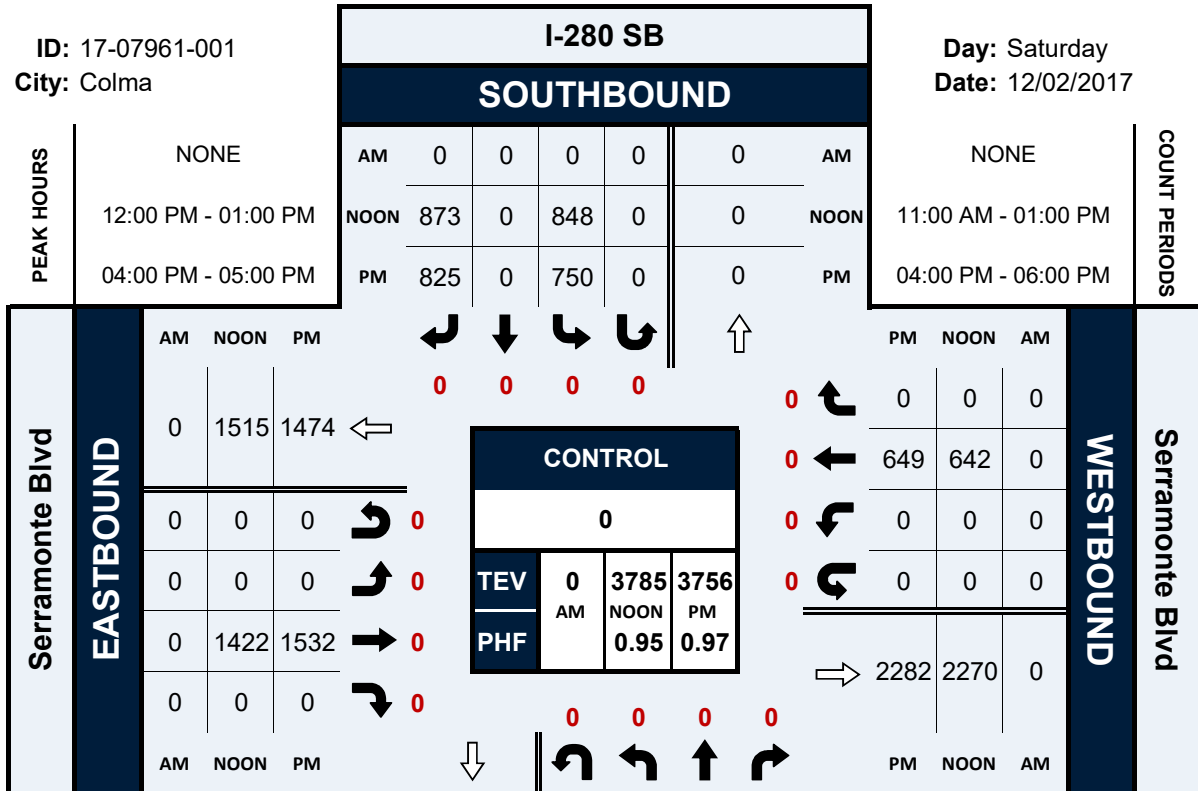 I-280 SB
ID: 17-07961-001
Day: Saturday
City: Colma
Date: 12/02/2017
SOUTHBOUND
PEAK HOURS
NONE
AM 0 0 0 0 0 AM
NONE
COUNT PERIODS
12:00 PM - 01:00 PM
NOON 873 0 848 0 0 NOON
11:00 AM - 01:00 PM
04:00 PM - 05:00 PM
PM 825 0 750 0 0 PM
04:00 PM - 06:00 PM
Serramonte Blvd
EASTBOUND
AM NOON PM
PM NOON AM
WESTBOUND
Serramonte Blvd
0 0 0 0
0 1515 1474
0 0 0 0
CONTROL
0 649 642 0
0
0 0 0 0
0 0 0 0
0 0 0 0
0 0 0 0
TEV 0 3785 3756
AM NOON PM
PHF 0.95 0.97
0 1422 1532 0
2282 2270 0
0 0 0 0
0 0 0 0
AM NOON PM
PM NOON AM